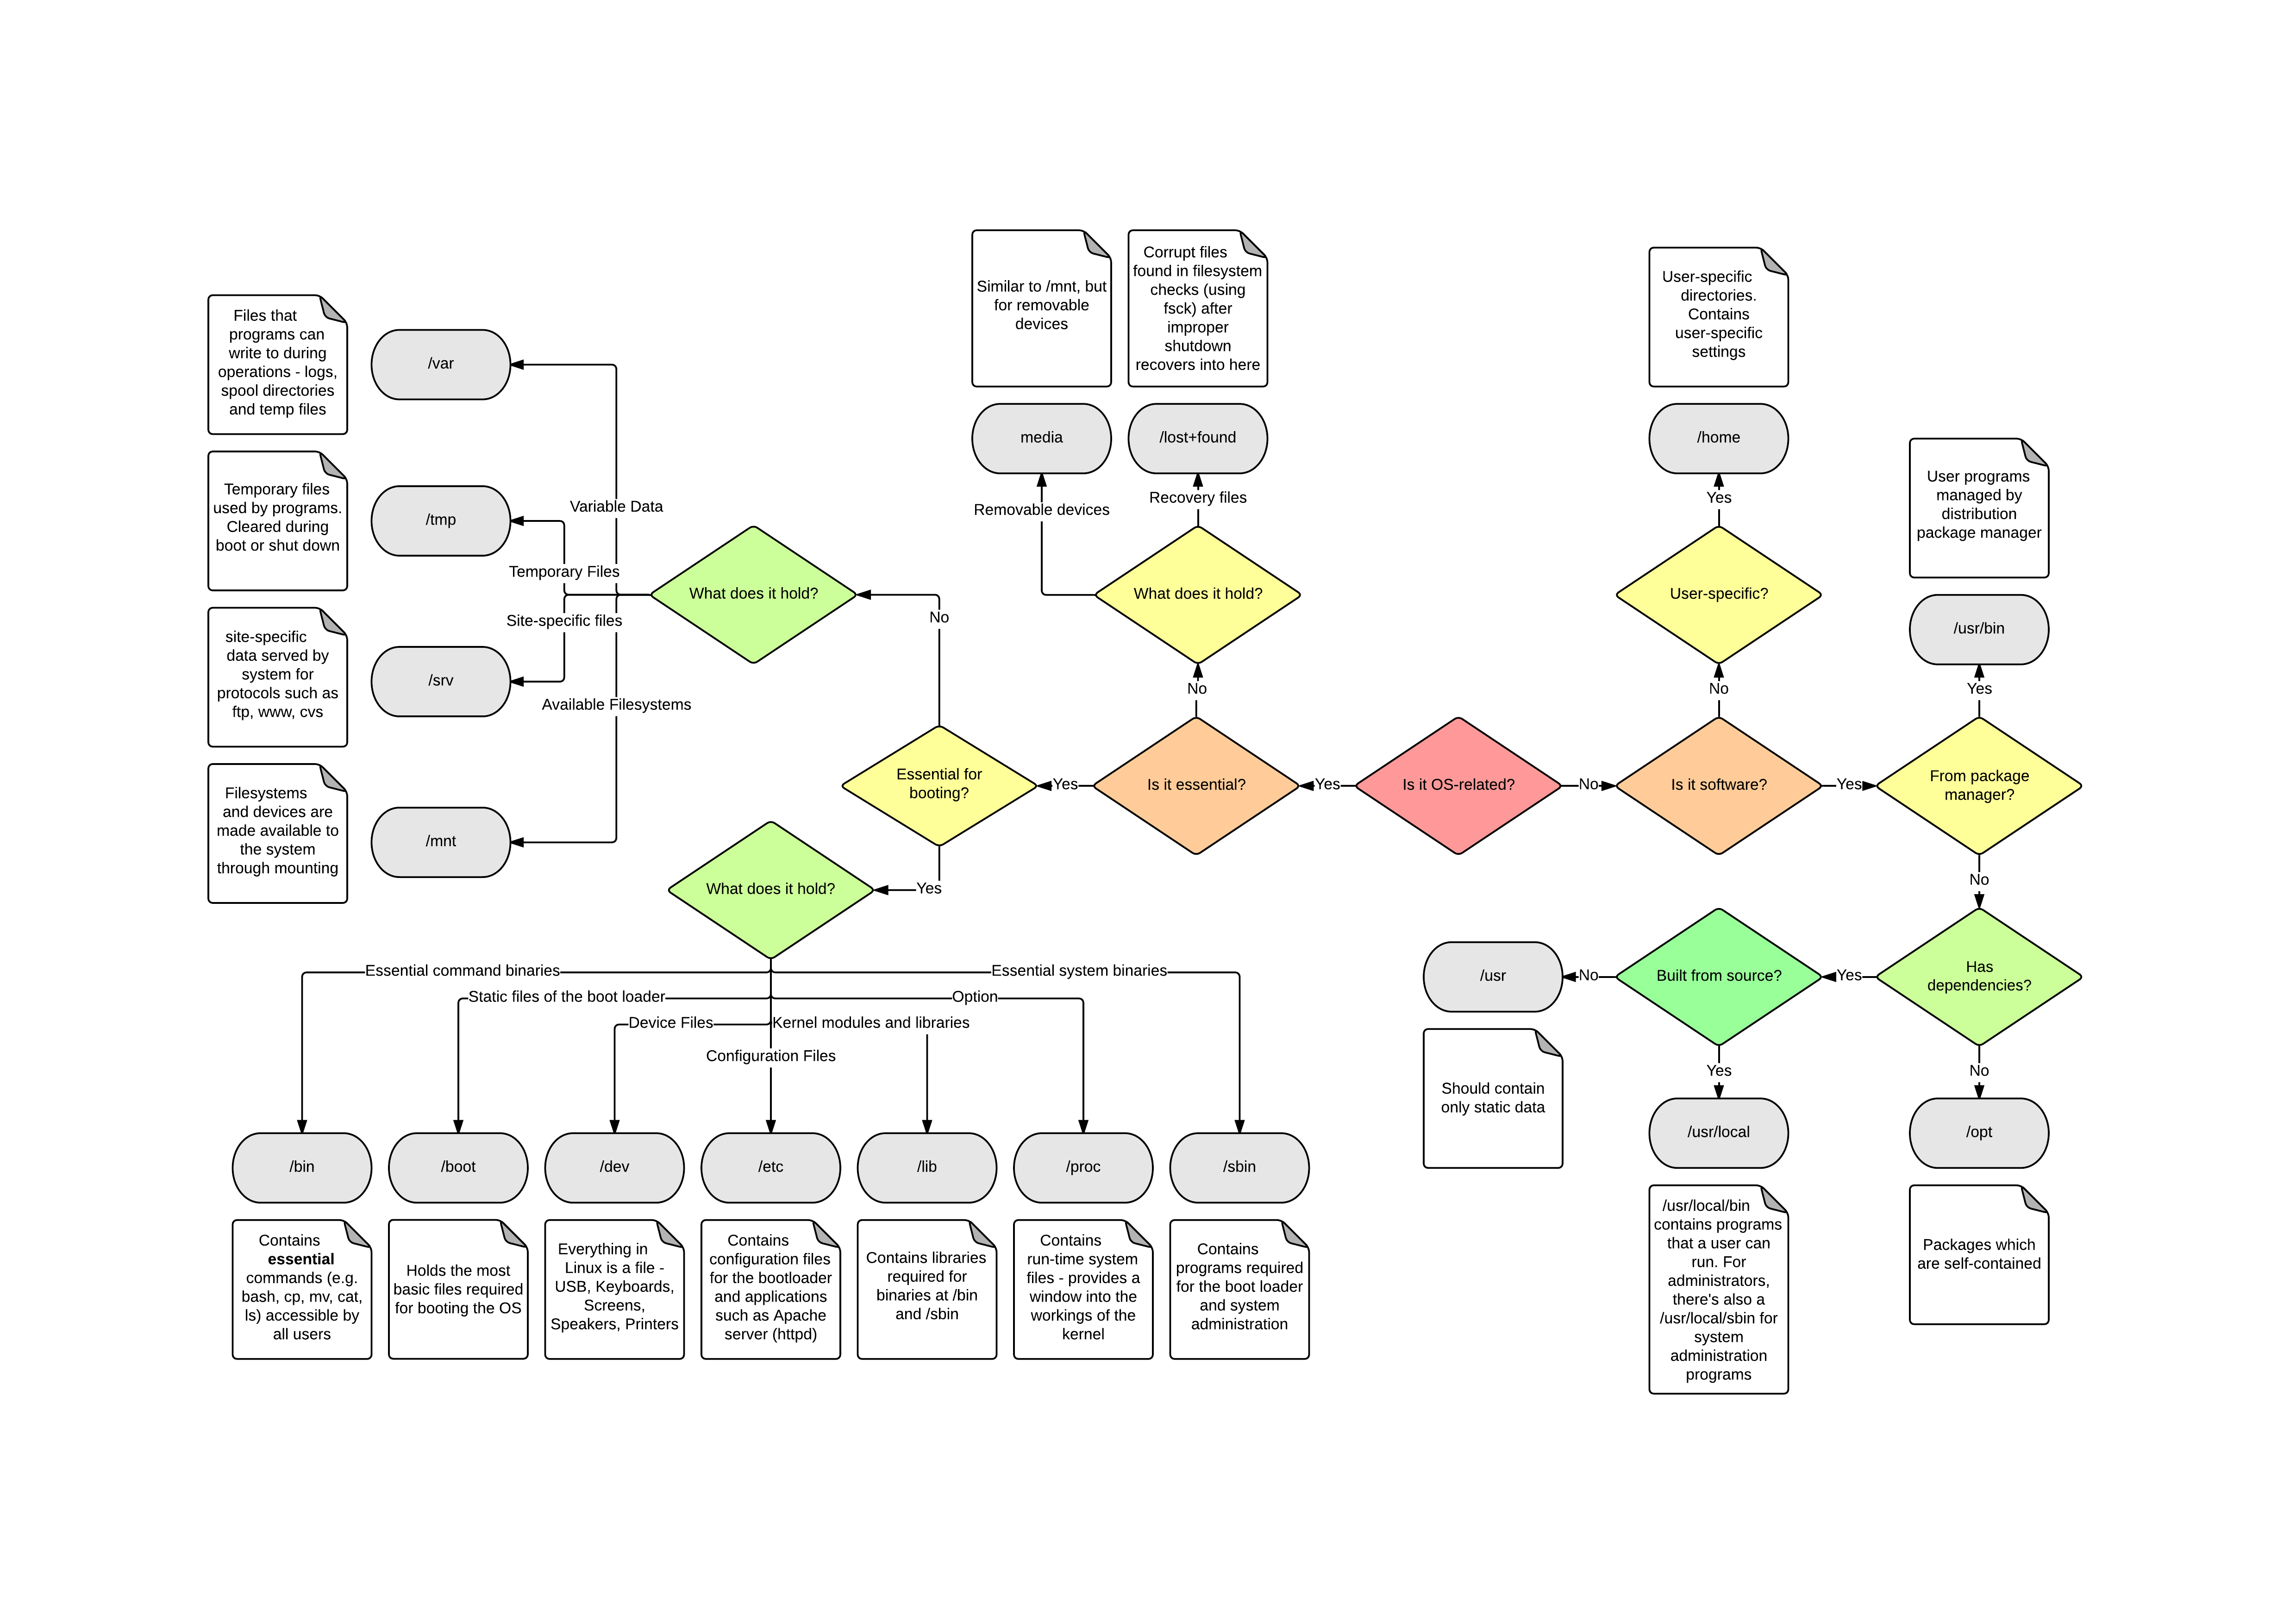 Similar to /mnt, but
for removable
devices
Corrupt files
found in filesystem
checks (using
fsck) after
improper
shutdown
recovers into here
User-specific
directories.
Contains
user-specific
settings
Files that
programs can
write to during
operations - logs,
spool directories
and temp files
/var
media
/lost+found
/home
User programs
managed by
distribution
package manager
Temporary files
used by programs.
Cleared during
boot or shut down
/tmp
Variable Data
Removable devices
Recovery files
Yes
Temporary Files
What does it hold?
What does it hold?
User-specific?
/usr/bin
Site-specific files
No
site-specific
data served by
system for
protocols such as
ftp, www, cvs
/srv
Available Filesystems
No
No
Yes
Essential for
booting?
Yes
Is it essential?
Yes
Is it OS-related?
No
Is it software?
Yes
From package
manager?
Filesystems
and devices are
made available to
the system
through mounting
/mnt
What does it hold?
Yes
No
Essential command binaries
Essential system binaries
Static files of the boot loader
Option
Device Files
Kernel modules and libraries
Configuration Files
/usr
No
Built from source?
Yes
Has
dependencies?
Yes
No
Should contain
only static data
/usr/local
/opt
/bin
/boot
/dev
/etc
/lib
/proc
/sbin
Contains
essential
commands (e.g.
bash, cp, mv, cat,
ls) accessible by
all users
Holds the most
basic files required
for booting the OS
Everything in
Linux is a file -
USB, Keyboards,
Screens,
Speakers, Printers
Contains
configuration files
for the bootloader
and applications
such as Apache
server (httpd)
Contains libraries
required for
binaries at /bin
and /sbin
Contains
run-time system
files - provides a
window into the
workings of the
kernel
Contains
programs required
for the boot loader
and system
administration
/usr/local/bin
contains programs
that a user can
run. For
administrators,
there's also a
/usr/local/sbin for
system
administration
programs
Packages which
are self-contained